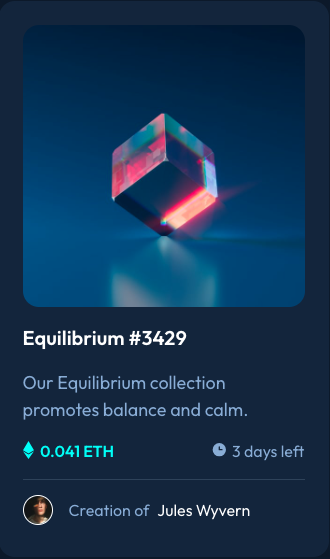 Equilibrium #3429
Our Equilibrium collection
promotes balance and calm.
0.041 ETH 3 days left
Creation of Jules Wyvern